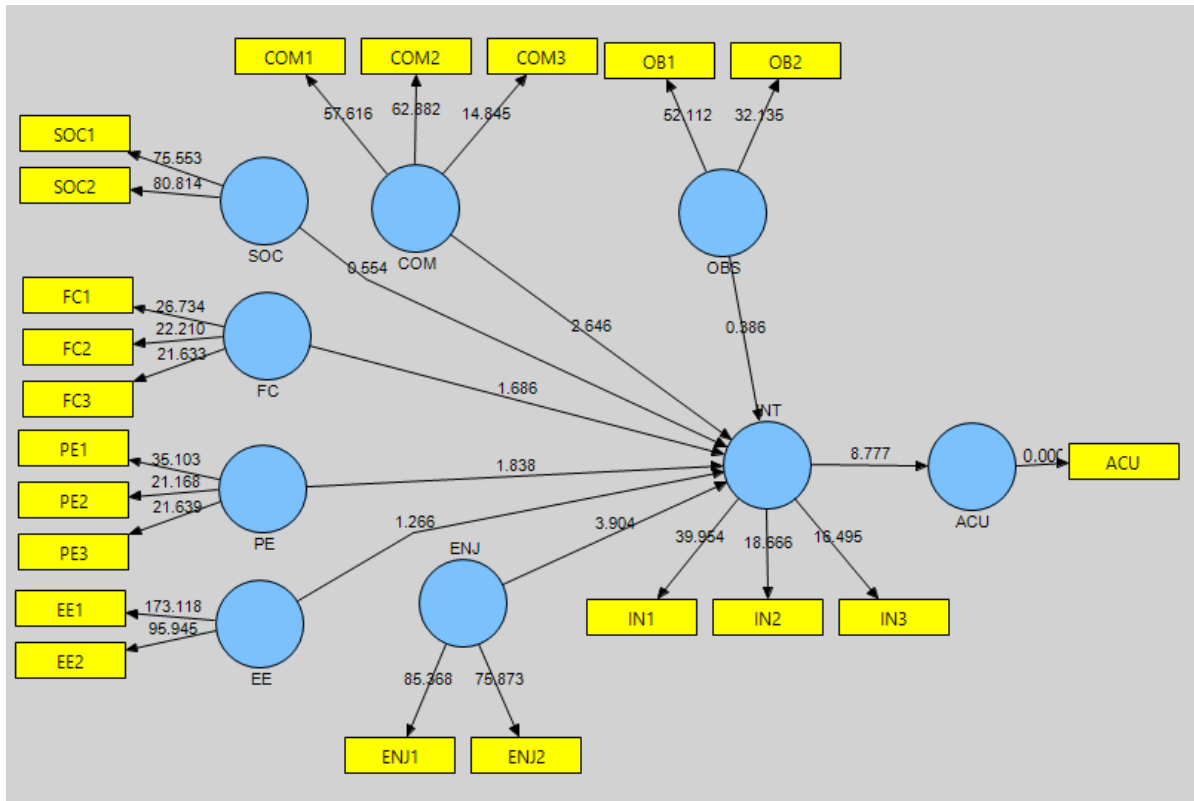 COM1
COM2
COM3
OB1
OB2
57.616
62.882
14.845
52.112
32.135
SOC1
75.553
SOC2
80.814
SOC
COM
OBS
0.554
FC1
26.734
FC2
22.210
21.633
FC3
FC
2.646
0.386
1.686
INT
PE1
35.103
PE2
21.168
21.639
PE3
PE
1.838
8.777
0.000
ACU
ACU
1.266
ENJ
3.904
39.954
18.666
16.495
EE1
173.118
95.945
EE2
EE
IN1
IN2
IN3
85.368
75.873
ENJ1
ENJ2